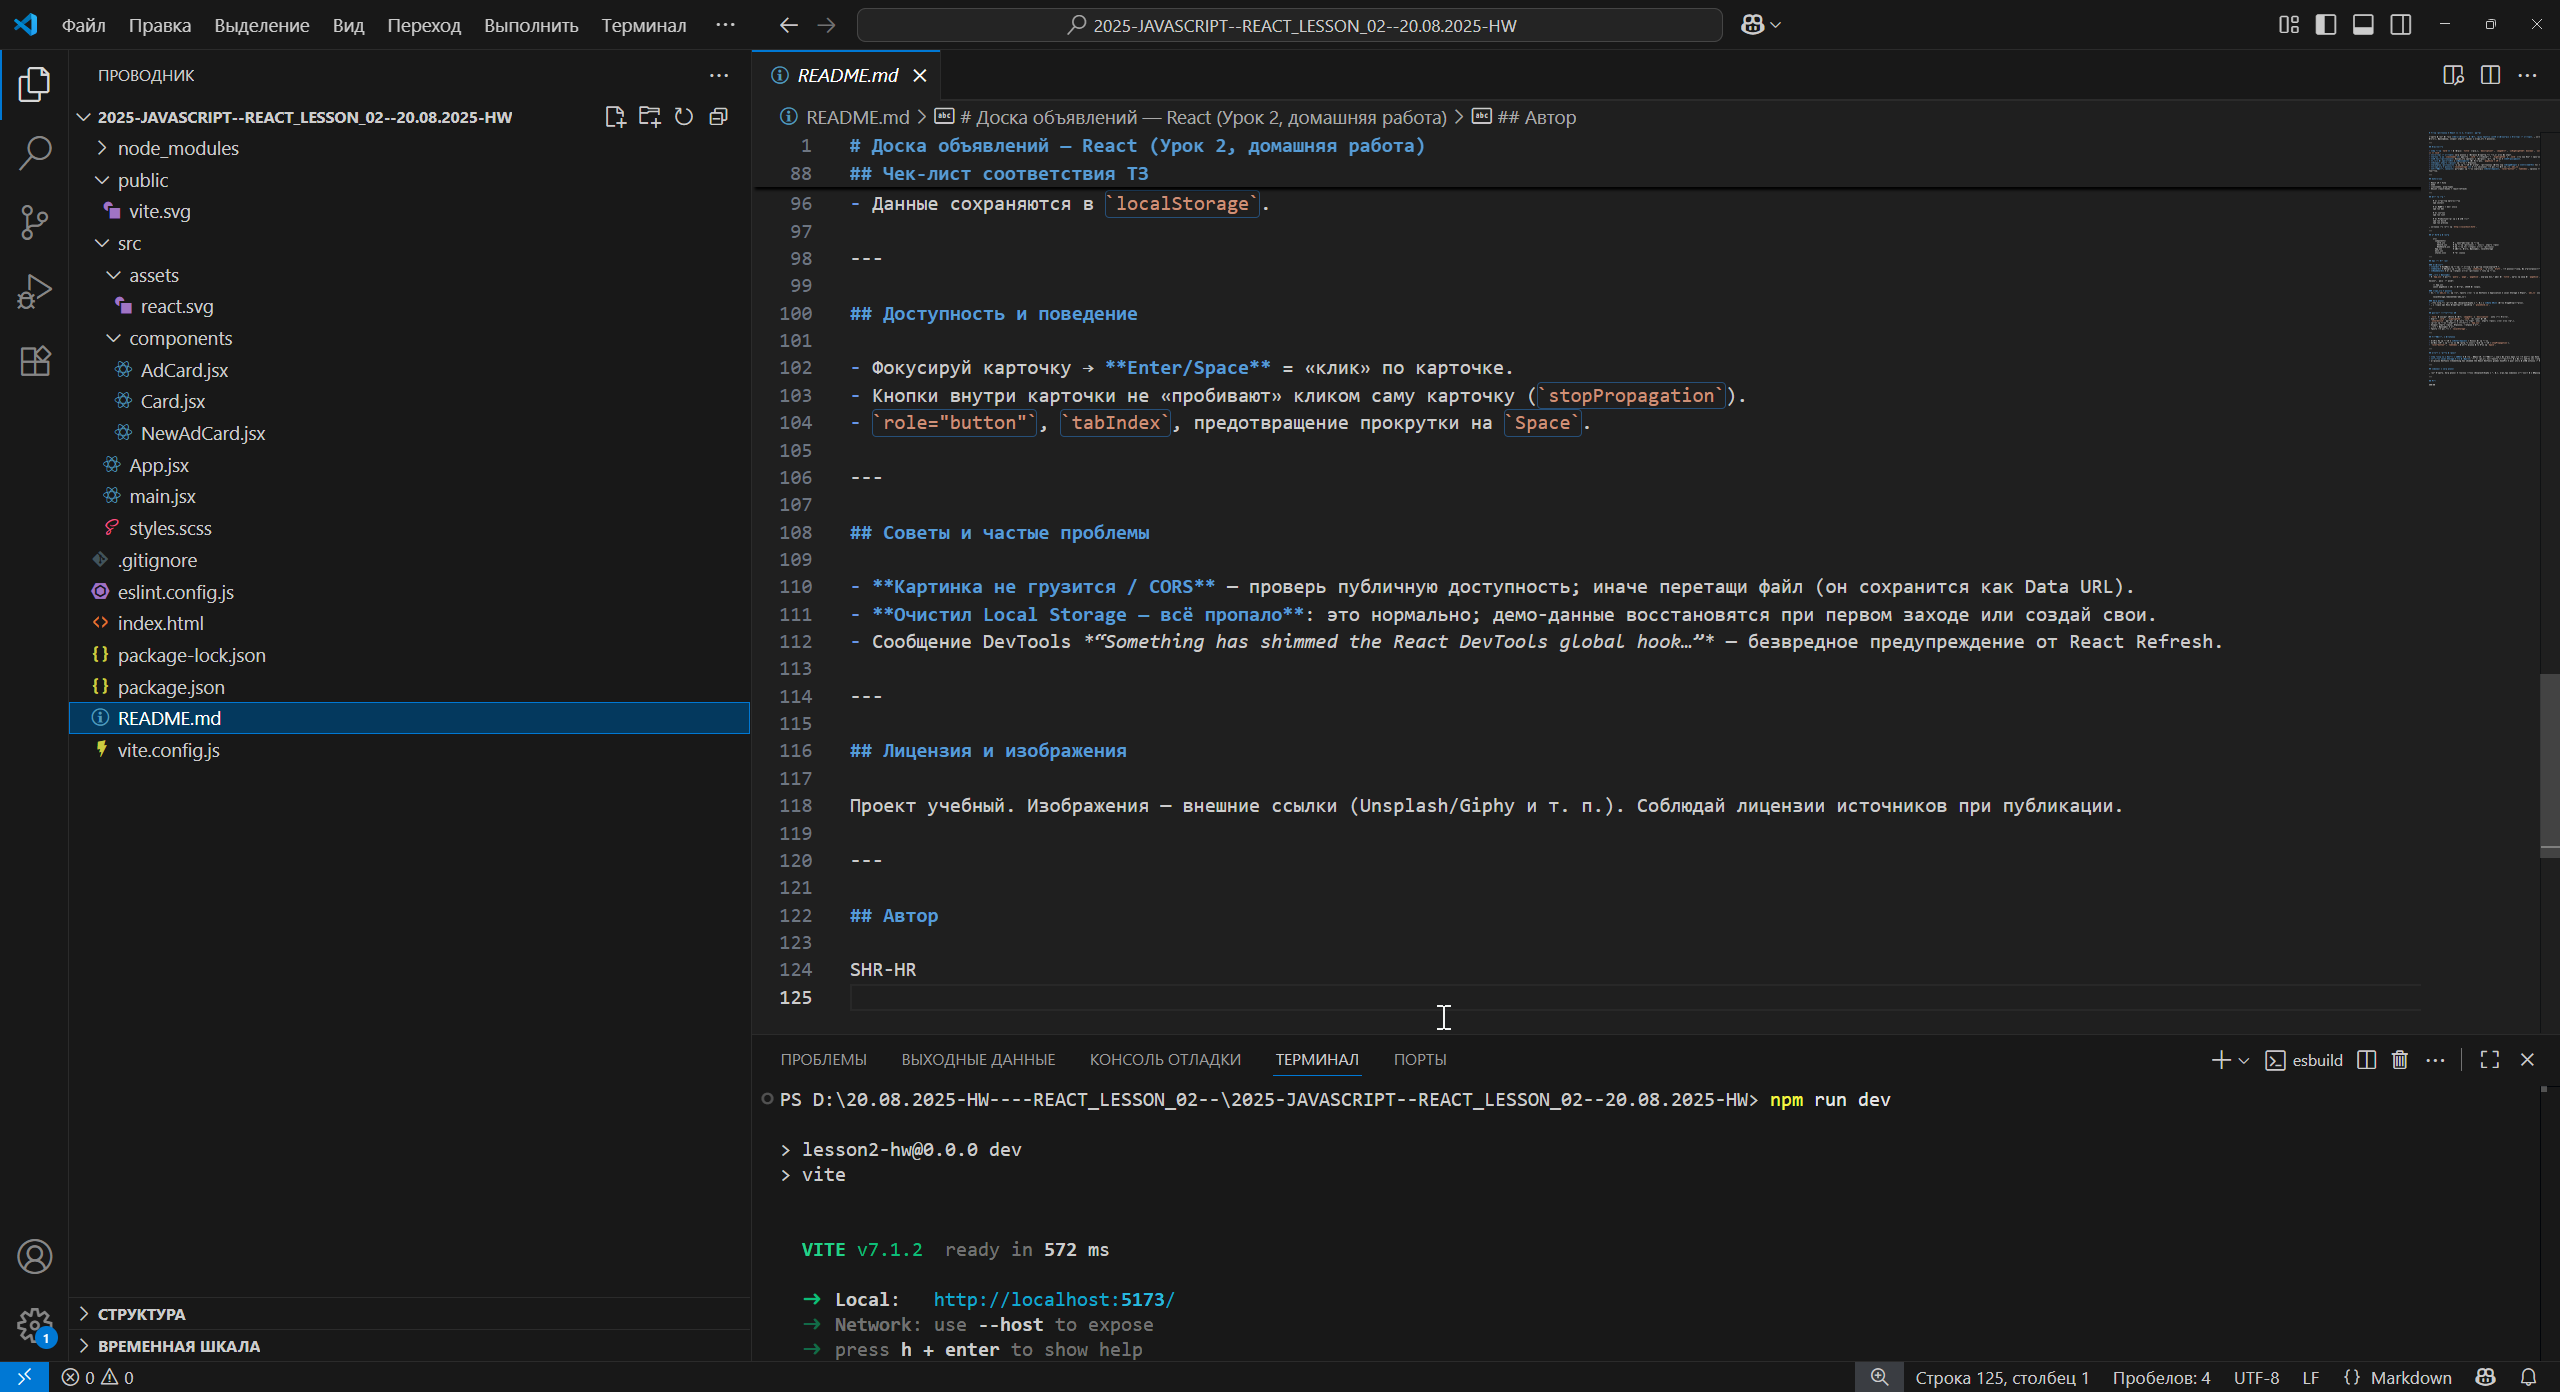 Файл Правка Выделение Вид Переход Выполнить Терминал ···
2025-JAVASCRIPT--REACT_LESSON_02--20.08.2025-HW
ПРОВОДНИК
2025-JAVASCRIPT--REACT_LESSON_02--20.08.2025-HW
node_modules
public
vite.svg
src
assets
react.svg
components
AdCard.jsx
Card.jsx
NewAdCard.jsx
App.jsx
main.jsx
styles.scss
.gitignore
eslint.config.js
index.html
package-lock.json
package.json
README.md
vite.config.js
СТРУКТУРА
ВРЕМЕННАЯ ШКАЛА
README.md
README.md > # Доска объявлений — React (Урок 2, домашняя работа) > ## Автор
1 # Доска объявлений — React (Урок 2, домашняя работа)
88 ## Чек-лист соответствия ТЗ
96 - Данные сохраняются в `localStorage`.
97
98 ---
99
100 ## Доступность и поведение
101
102 - Фокусируй карточку → **Enter/Space** = «клик» по карточке.
103 - Кнопки внутри карточки не «пробивают» кликом саму карточку (`stopPropagation`).
104 - `role="button"`, `tabIndex`, предотвращение прокрутки на `Space`.
105
106 ---
107
108 ## Советы и частые проблемы
109
110 - **Картинка не грузится / CORS** — проверь публичную доступность; иначе перетащи файл (он сохранится как Data URL).
111 - **Очистил Local Storage — всё пропало**: это нормально; демо-данные восстановятся при первом заходе или создай свои.
112 - Сообщение DevTools *“Something has shimmed the React DevTools global hook…”* — безвредное предупреждение от React Refresh.
113
114 ---
115
116 ## Лицензия и изображения
117
118 Проект учебный. Изображения — внешние ссылки (Unsplash/Giphy и т. п.). Соблюдай лицензии источников при публикации.
119
120 ---
121
122 ## Автор
123
124 SHR-HR
125
ПРОБЛЕМЫ ВЫХОДНЫЕ ДАННЫЕ КОНСОЛЬ ОТЛАДКИ ТЕРМИНАЛ ПОРТЫ
esbuild
PS D:\20.08.2025-HW----REACT_LESSON_02--\2025-JAVASCRIPT--REACT_LESSON_02--20.08.2025-HW> npm run dev
> lesson2-hw@0.0.0 dev
> vite
VITE v7.1.2 ready in 572 ms
→ Local: http://localhost:5173/
→ Network: use --host to expose
→ press h + enter to show help
1
0 0
Строка 125, столбец 1 Пробелов: 4 UTF-8 LF {} Markdown